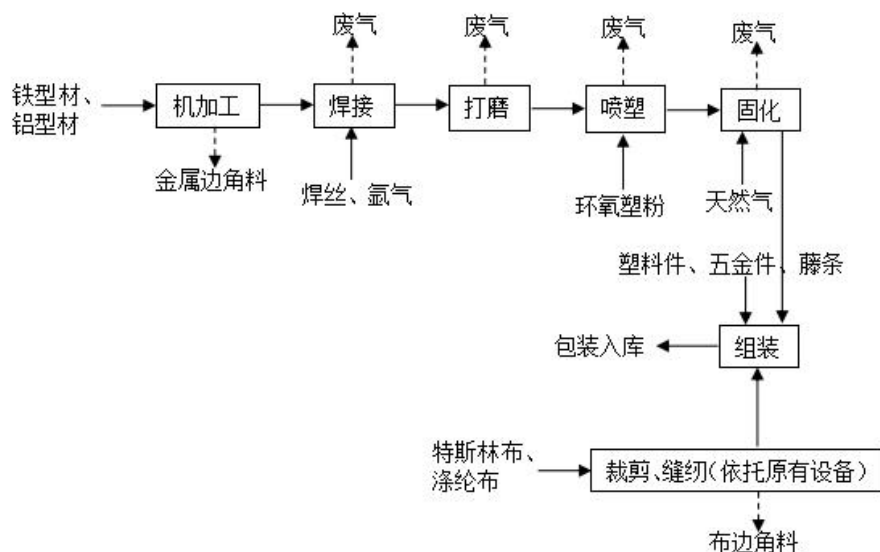 废气
废气
废气
废气
铁型材、
铝型材
机加工
焊接
打磨
喷塑
固化
金属边角料
焊丝、氩气
环氧塑粉
天然气
塑料件、五金件、藤条
包装入库
组装
特斯林布、
涤纶布
裁剪、缝纫（依托原有设备）
布边角料